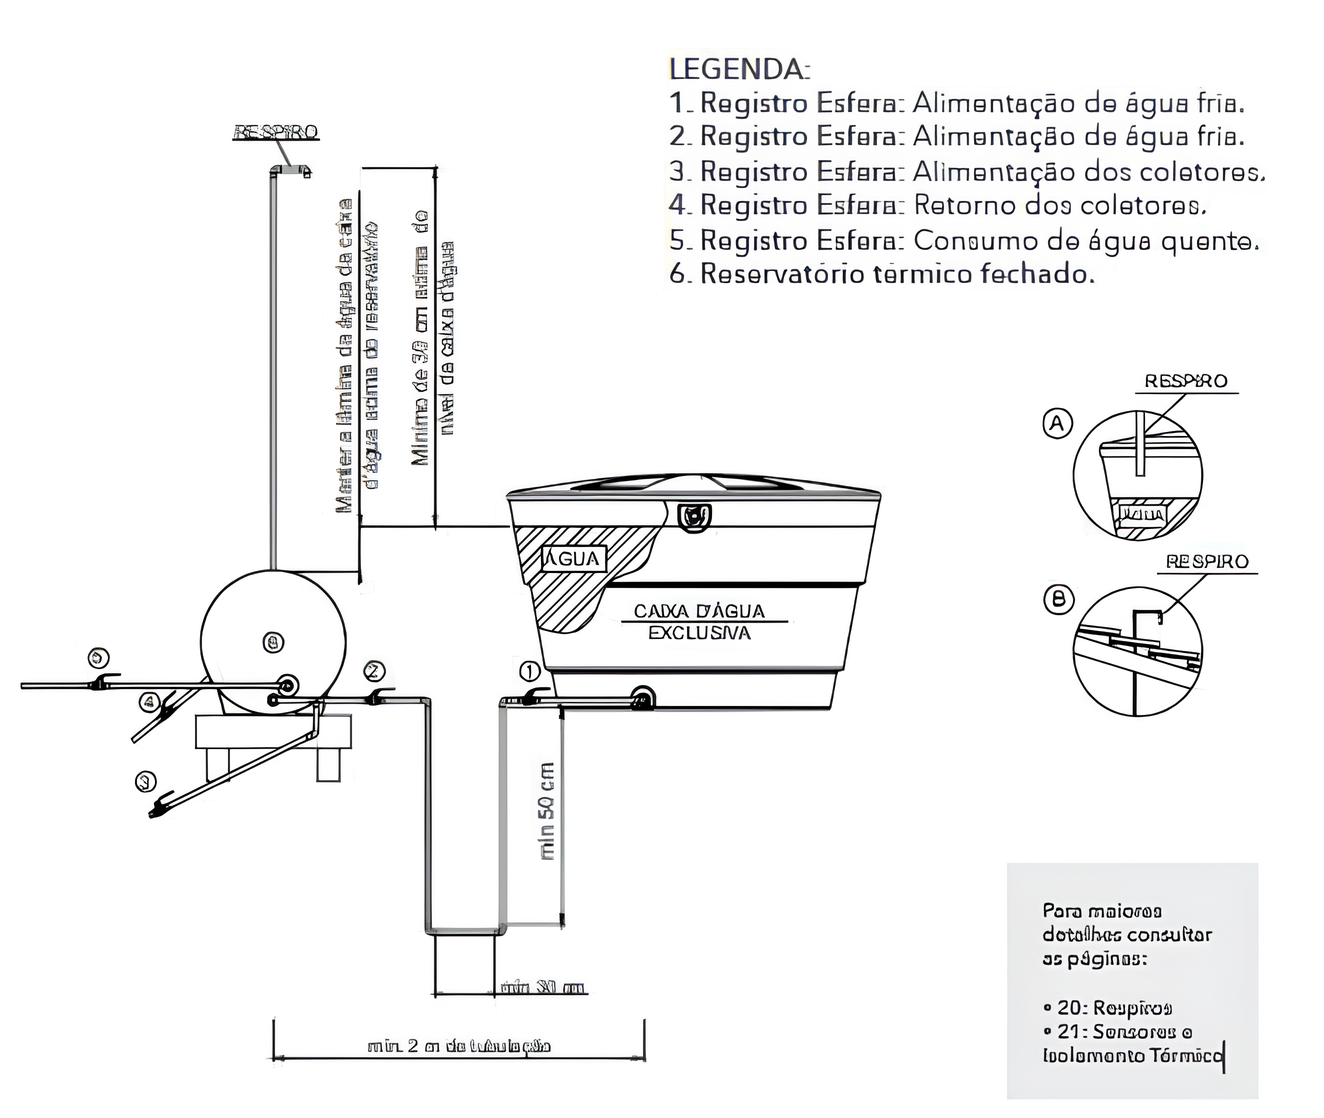 LEGENDA:
1. Registro Esfera: Alimentação de água fria.
2. Registro Esfera: Alimentação de água fria.
3. Registro Esfera: Alimentação dos coletores.
4. Registro Esfera: Retorno dos coletores.
5. Registro Esfera: Consumo de água quente.
6. Reservatório térmico fechado.
RESPIRO
Manter a lâmina da água da caixa
d'água acima do reservatório
Mínimo de 30 cm acima do
nível da caixa d'água
RESPIRO
A
ÁGUA
RESPIRO
B
ÁGUA
CAIXA D'ÁGUA
EXCLUSIVA
5
4
6
2
1
3
min 50 cm
min 30 cm
min. 2 m de tubulação
Para maiores
detalhes consultar
as páginas:
• 20: Respiros
• 21: Sensores e
Isolamento Térmico